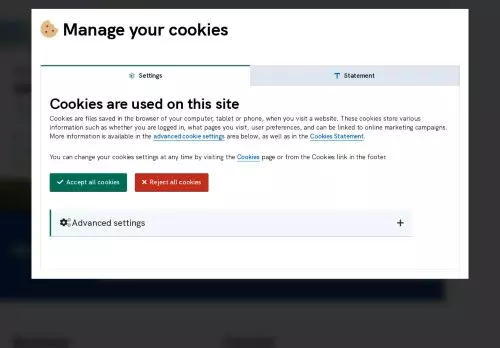 Manage your cookies
Settings
Statement
Cookies are used on this site
Cookies are files saved in the browser of your computer, tablet or phone, when you visit a website. These cookies store various
information such as whether you are logged in, what pages you visit, user preferences, and can be linked to online marketing campaigns.
More information is available in the advanced cookie settings area below, as well as in the Cookies Statement.
You can change your cookies settings at any time by visiting the Cookies page or from the Cookies link in the footer.
Accept all cookies
Reject all cookies
Advanced settings